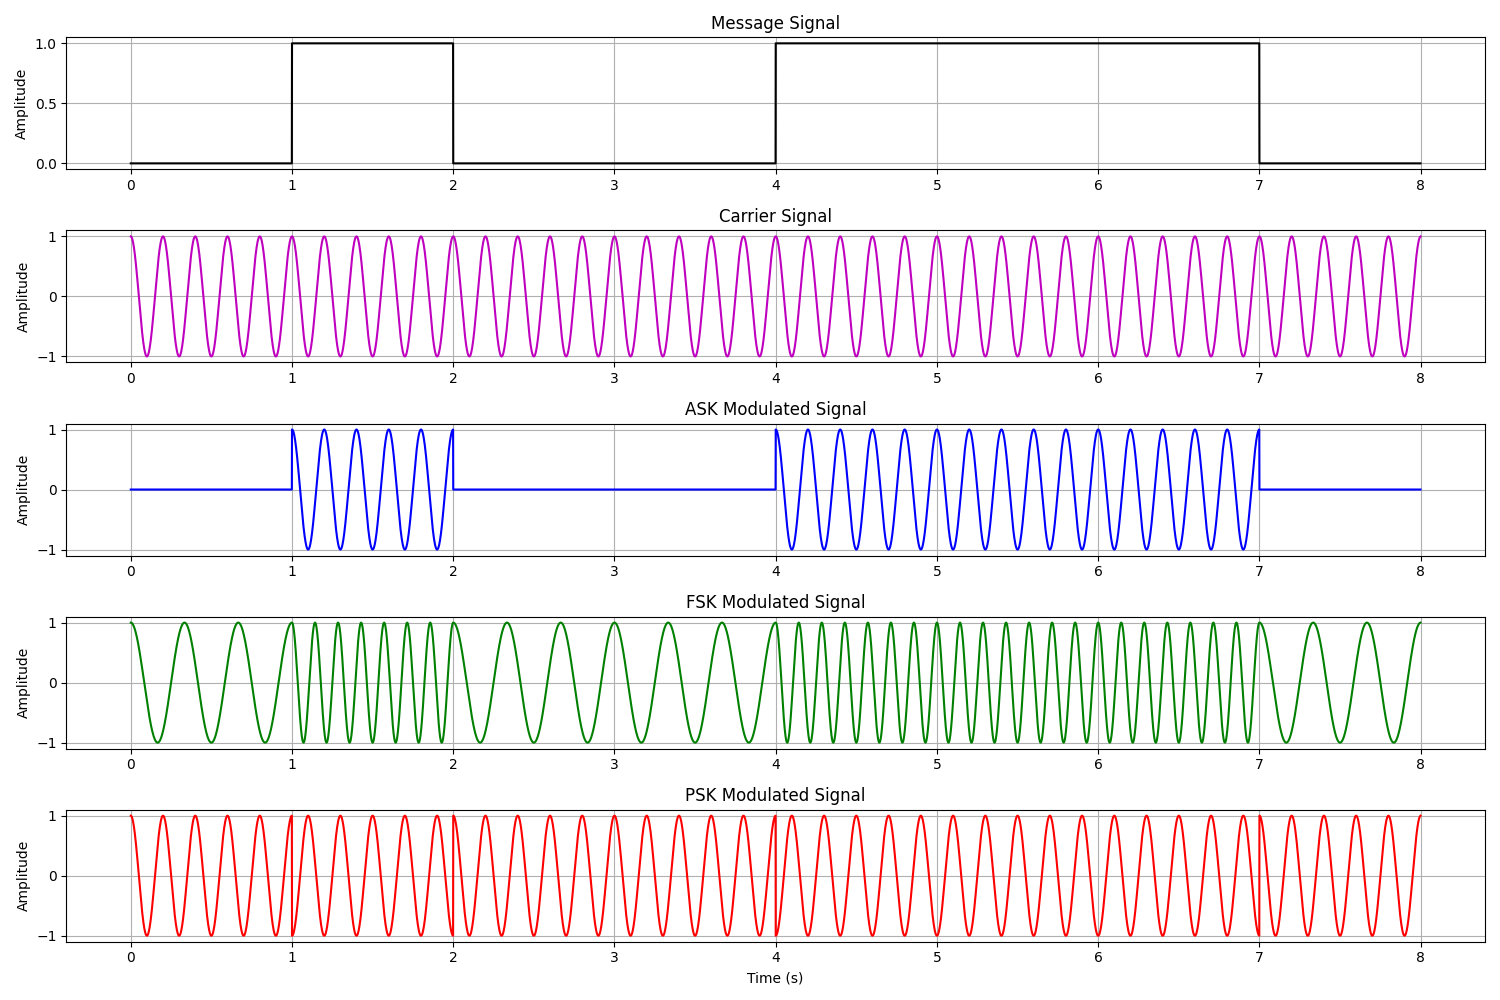 Message Signal
Amplitude
1.0
0.5
0.0
0 1 2 3 4 5 6 7 8
Carrier Signal
Amplitude
1
0
−1
0 1 2 3 4 5 6 7 8
ASK Modulated Signal
Amplitude
1
0
−1
0 1 2 3 4 5 6 7 8
FSK Modulated Signal
Amplitude
1
0
−1
0 1 2 3 4 5 6 7 8
PSK Modulated Signal
Amplitude
1
0
−1
0 1 2 3 4 5 6 7 8
Time (s)